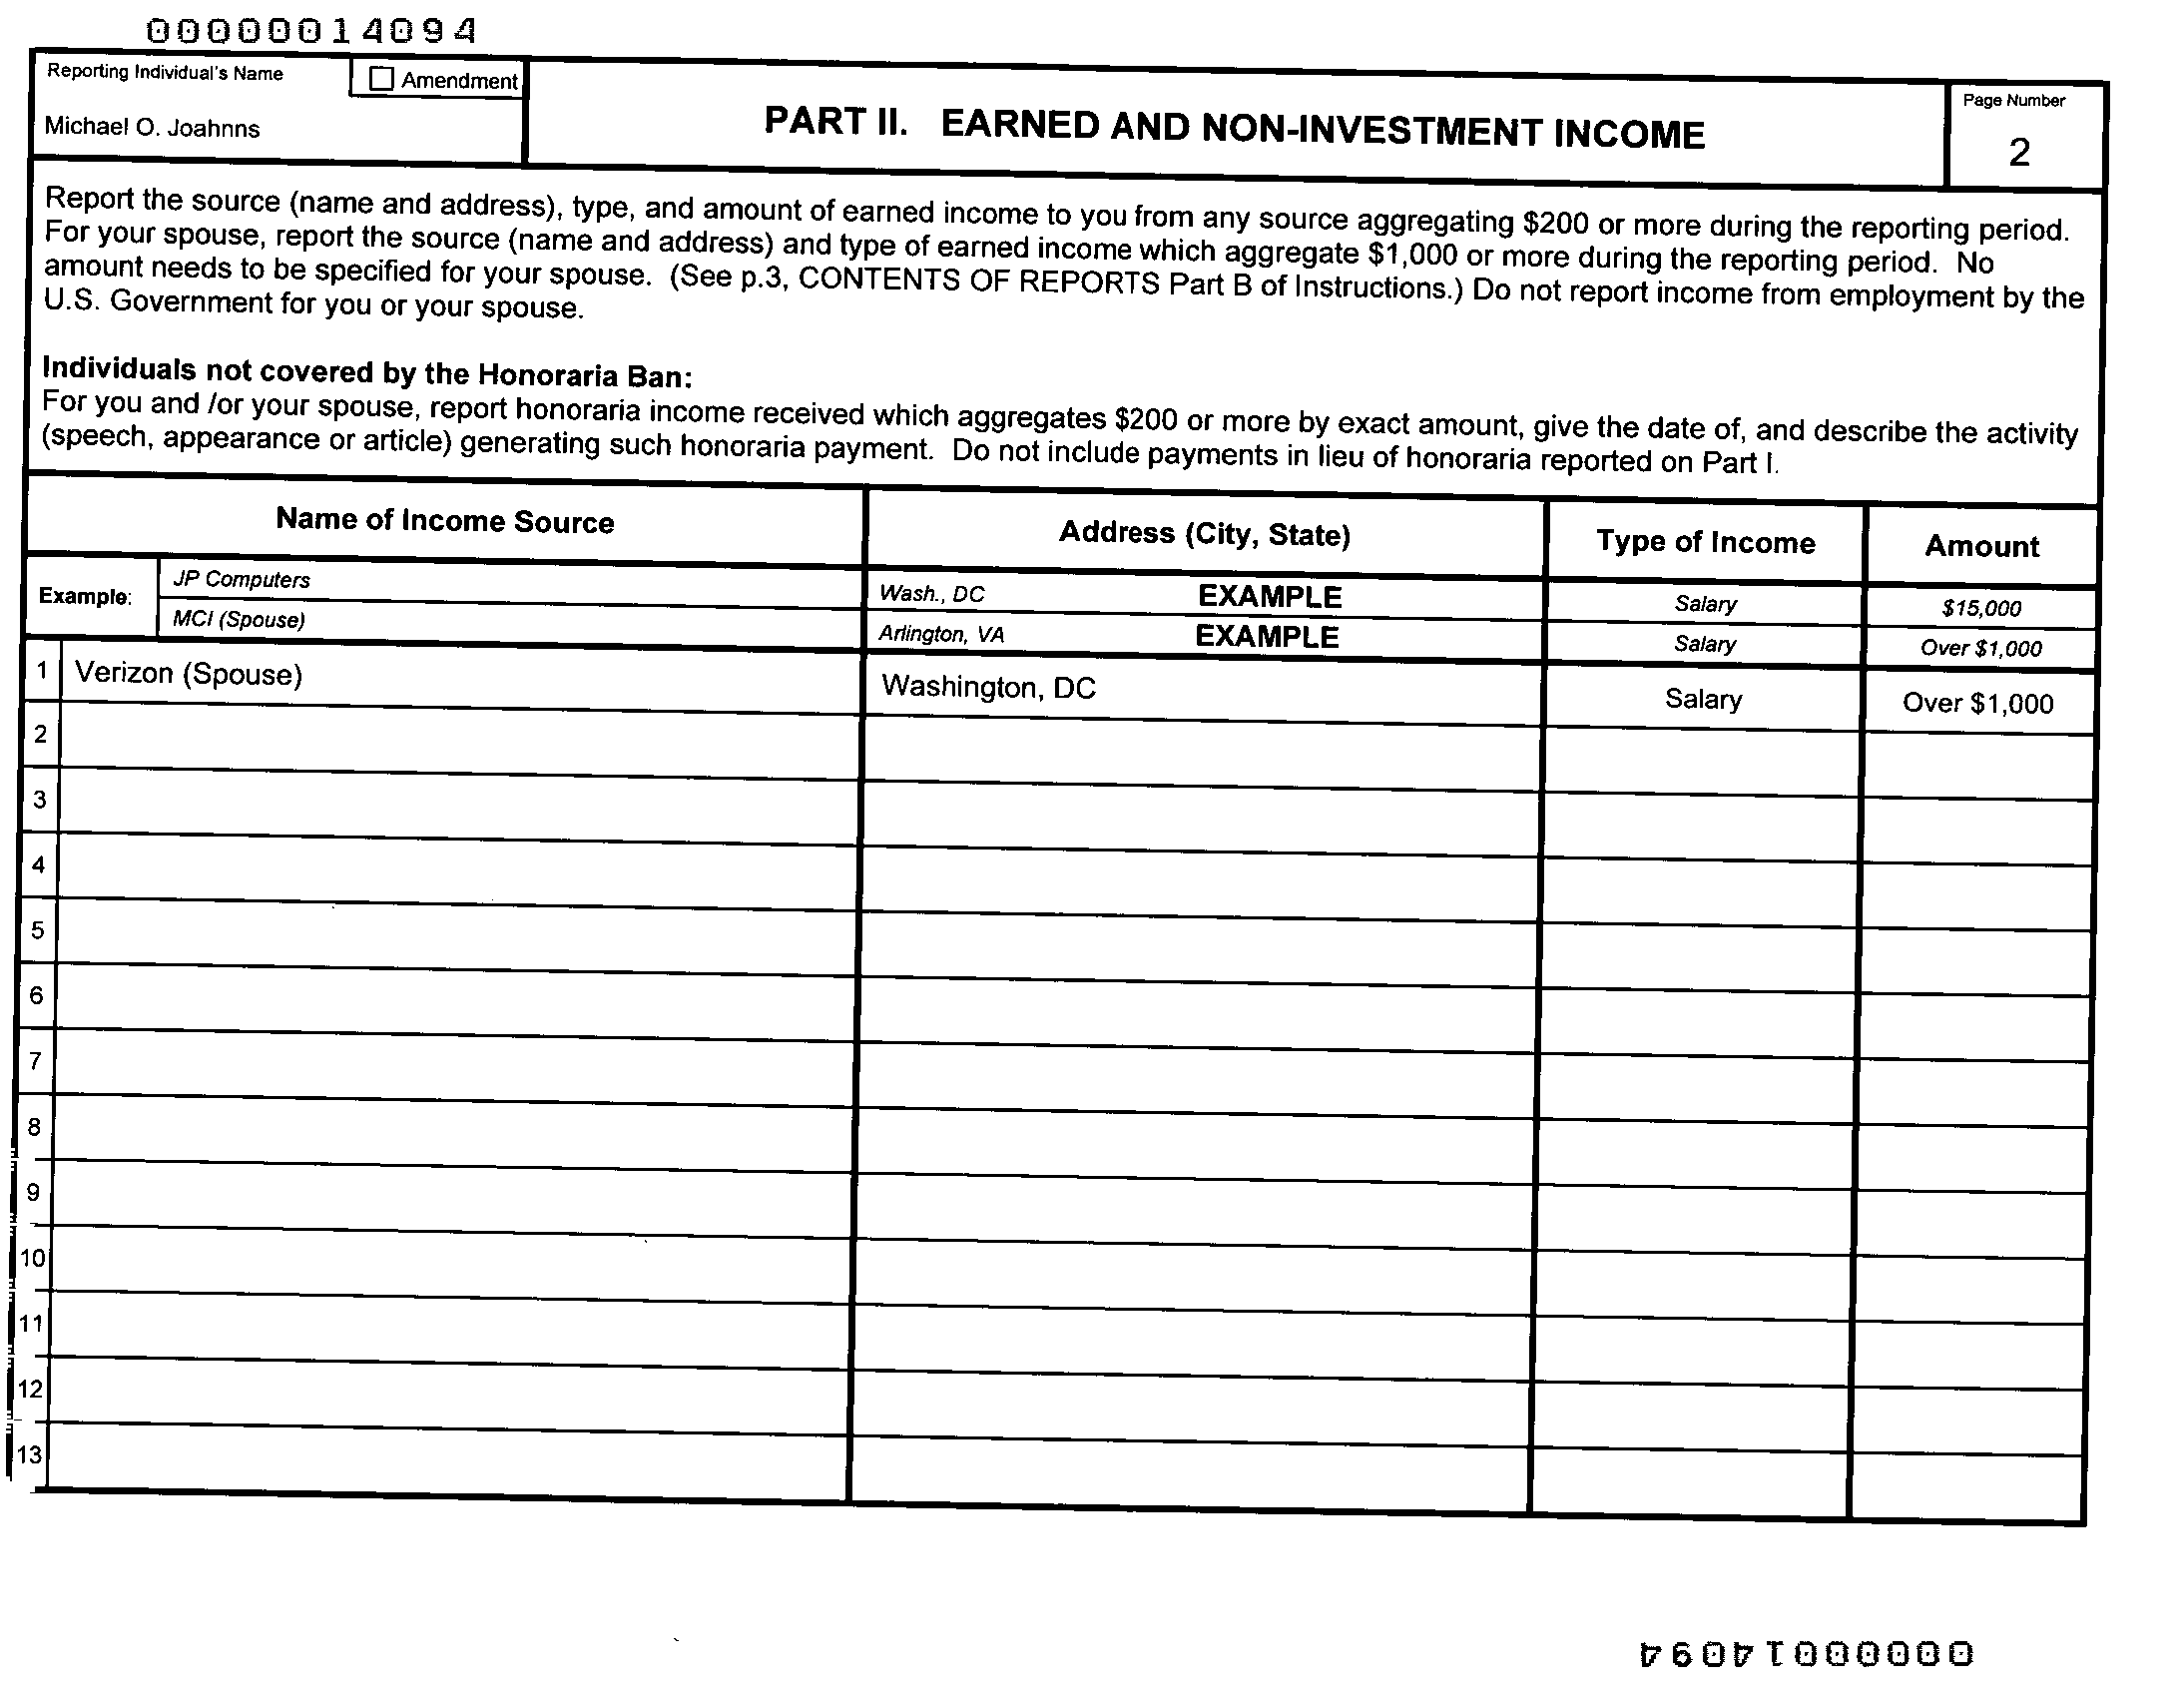 00000014094
Reporting Individual's Name
Amendment
Michael O. Joahnns
PART II. EARNED AND NON-INVESTMENT INCOME
Page Number
2
Report the source (name and address), type, and amount of earned income to you from any source aggregating $200 or more during the reporting period.
For your spouse, report the source (name and address) and type of earned income which aggregate $1,000 or more during the reporting period. No
amount needs to be specified for your spouse. (See p.3, CONTENTS OF REPORTS Part B of Instructions.) Do not report income from employment by the
U.S. Government for you or your spouse.
Individuals not covered by the Honoraria Ban:
For you and /or your spouse, report honoraria income received which aggregates $200 or more by exact amount, give the date of, and describe the activity
(speech, appearance or article) generating such honoraria payment. Do not include payments in lieu of honoraria reported on Part I.
Name of Income Source Address (City, State) Type of Income Amount
Example: JP Computers Wash., DC EXAMPLE Salary $15,000
MCI (Spouse) Arlington, VA EXAMPLE Salary Over $1,000
1 Verizon (Spouse) Washington, DC Salary Over $1,000
2
3
4
5
6
7
8
9
10
11
12
13
00000014094